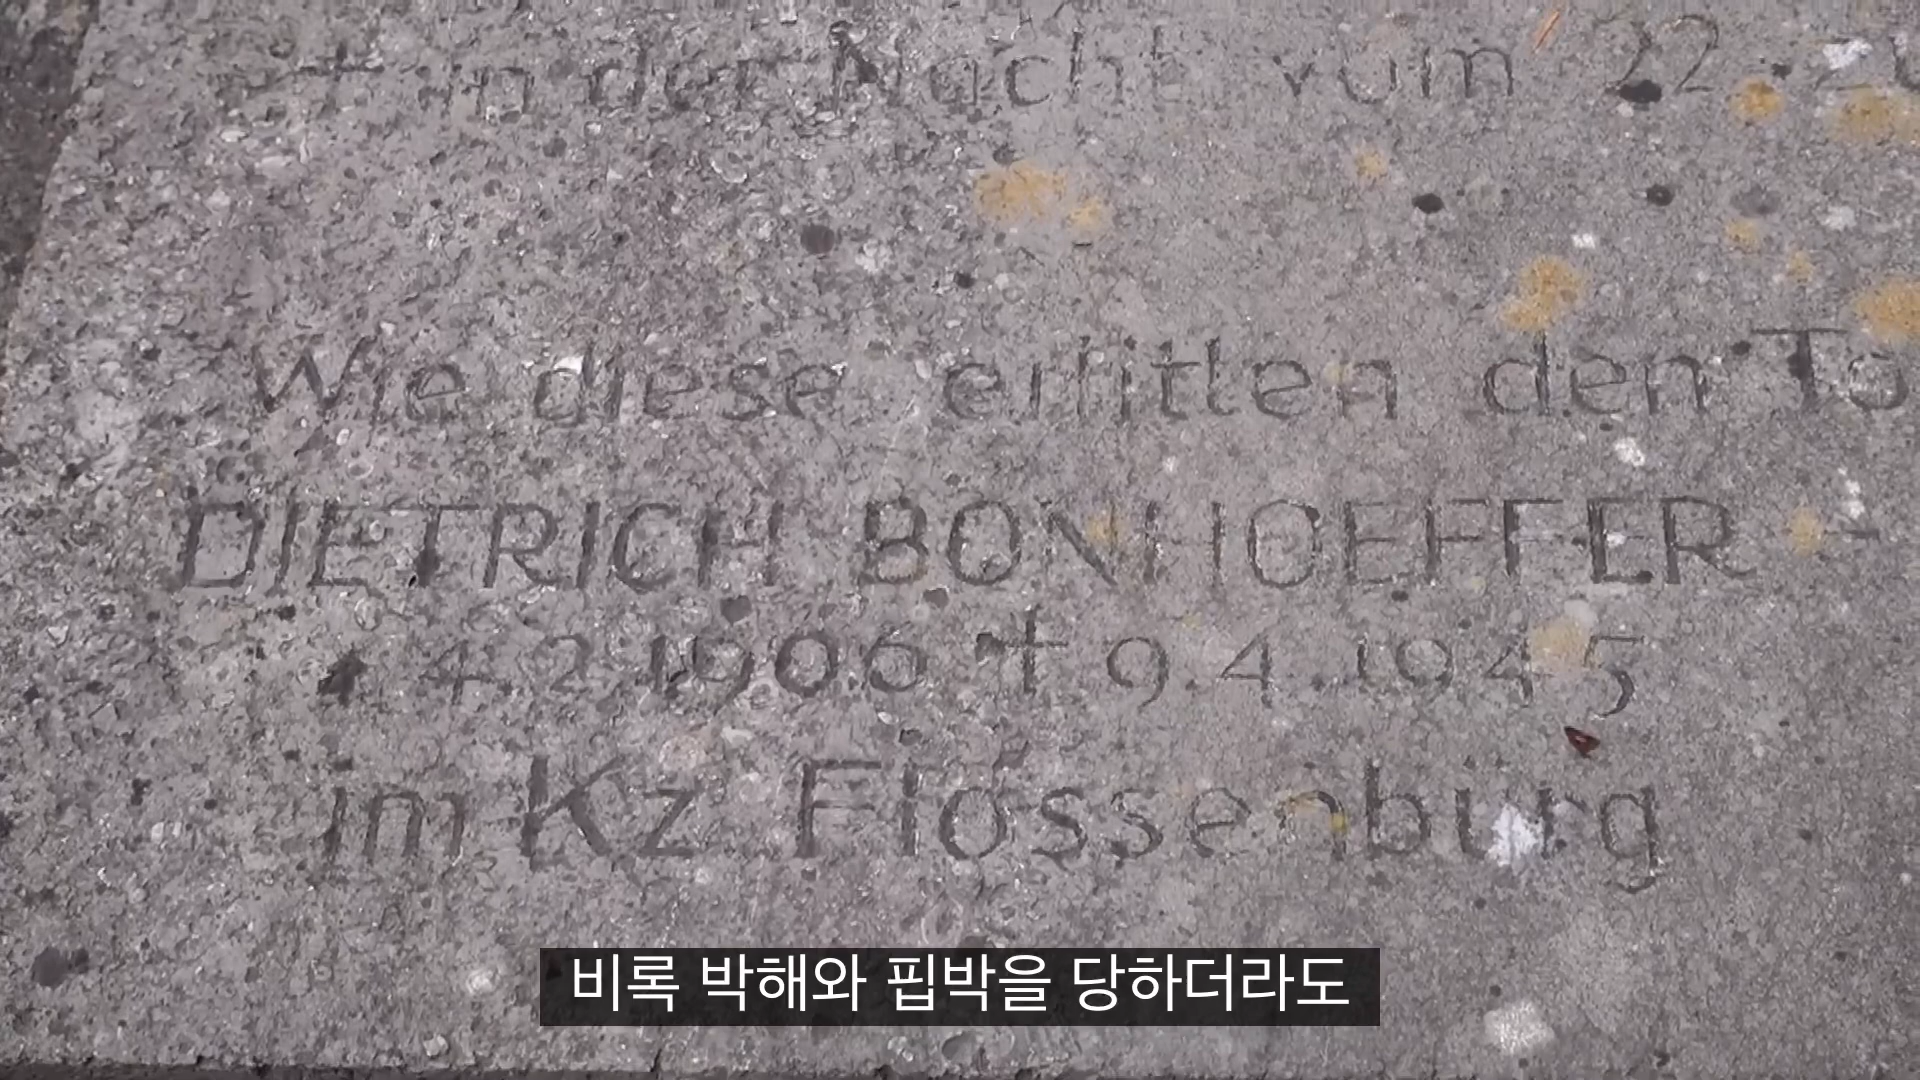 † in der Nacht vom 22.
Wie diese erlitten den To
DIETRICH BONHOEFFER
* 4 2 1906 † 9 4 1945
im Kz Flossenbürg
비록 박해와 핍박을 당하더라도